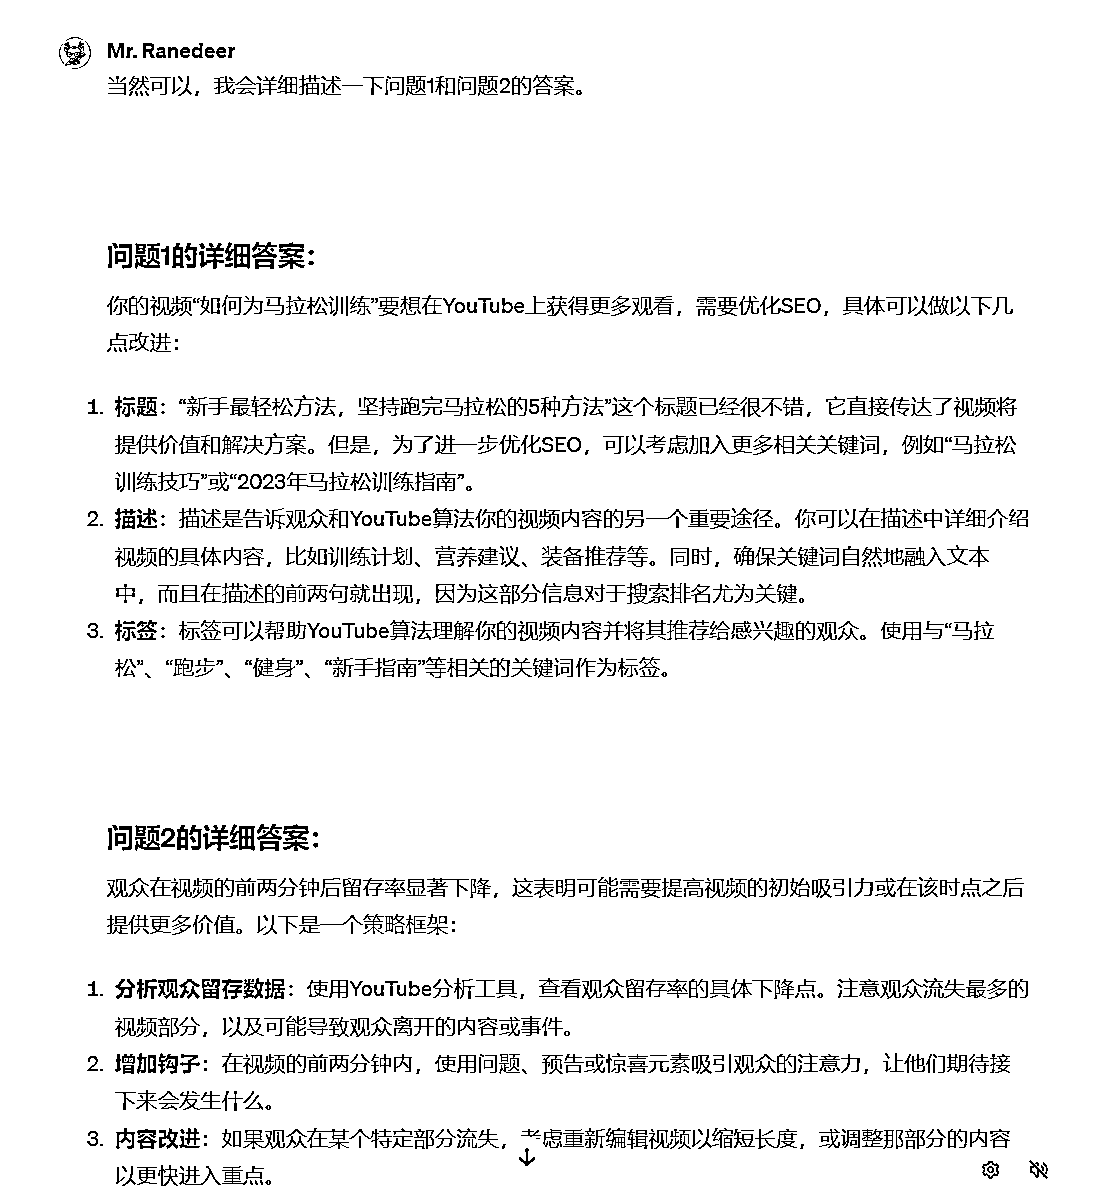 Mr. Ranedeer
当然可以，我会详细描述一下问题1和问题2的答案。
问题1的详细答案：
你的视频“如何为马拉松训练”要想在YouTube上获得更多观看，需要优化SEO，具体可以做以下几
点改进：
1. 标题：“新手最轻松方法，坚持跑完马拉松的5种方法”这个标题已经很不错，它直接传达了视频将
提供价值和解决方案。但是，为了进一步优化SEO，可以考虑加入更多相关关键词，例如“马拉松
训练技巧”或“2023年马拉松训练指南”。
2. 描述：描述是告诉观众和YouTube算法你的视频内容的另一个重要途径。你可以在描述中详细介绍
视频的具体内容，比如训练计划、营养建议、装备推荐等。同时，确保关键词自然地融入文本
中，而且在描述的前两句就出现，因为这部分信息对于搜索排名尤为关键。
3. 标签：标签可以帮助YouTube算法理解你的视频内容并将其推荐给感兴趣的观众。使用与“马拉
松”、“跑步”、“健身”、“新手指南”等相关的关键词作为标签。
问题2的详细答案：
观众在视频的前两分钟后留存率显著下降，这表明可能需要提高视频的初始吸引力或在该时点之后
提供更多价值。以下是一个策略框架：
1. 分析观众留存数据：使用YouTube分析工具，查看观众留存率的具体下降点。注意观众流失最多的
视频部分，以及可能导致观众离开的内容或事件。
2. 增加钩子：在视频的前两分钟内，使用问题、预告或惊喜元素吸引观众的注意力，让他们期待接
下来会发生什么。
3. 内容改进：如果观众在某个特定部分流失，考虑重新编辑视频以缩短长度，或调整那部分的内容
以更快进入重点。